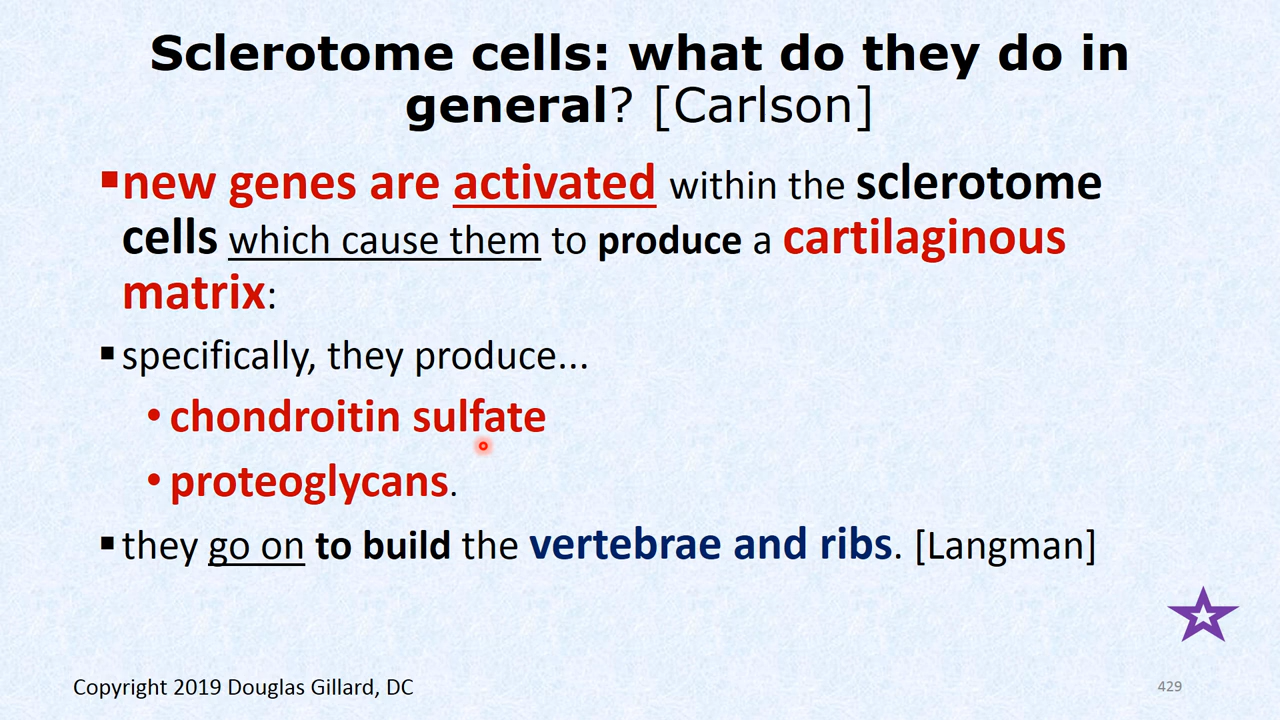 Sclerotome cells: what do they do in
general? [Carlson]
▪new genes are activated within the sclerotome
cells which cause them to produce a cartilaginous
matrix:
▪specifically, they produce...
• chondroitin sulfate
• proteoglycans.
▪they go on to build the vertebrae and ribs. [Langman]
Copyright 2019 Douglas Gillard, DC
429